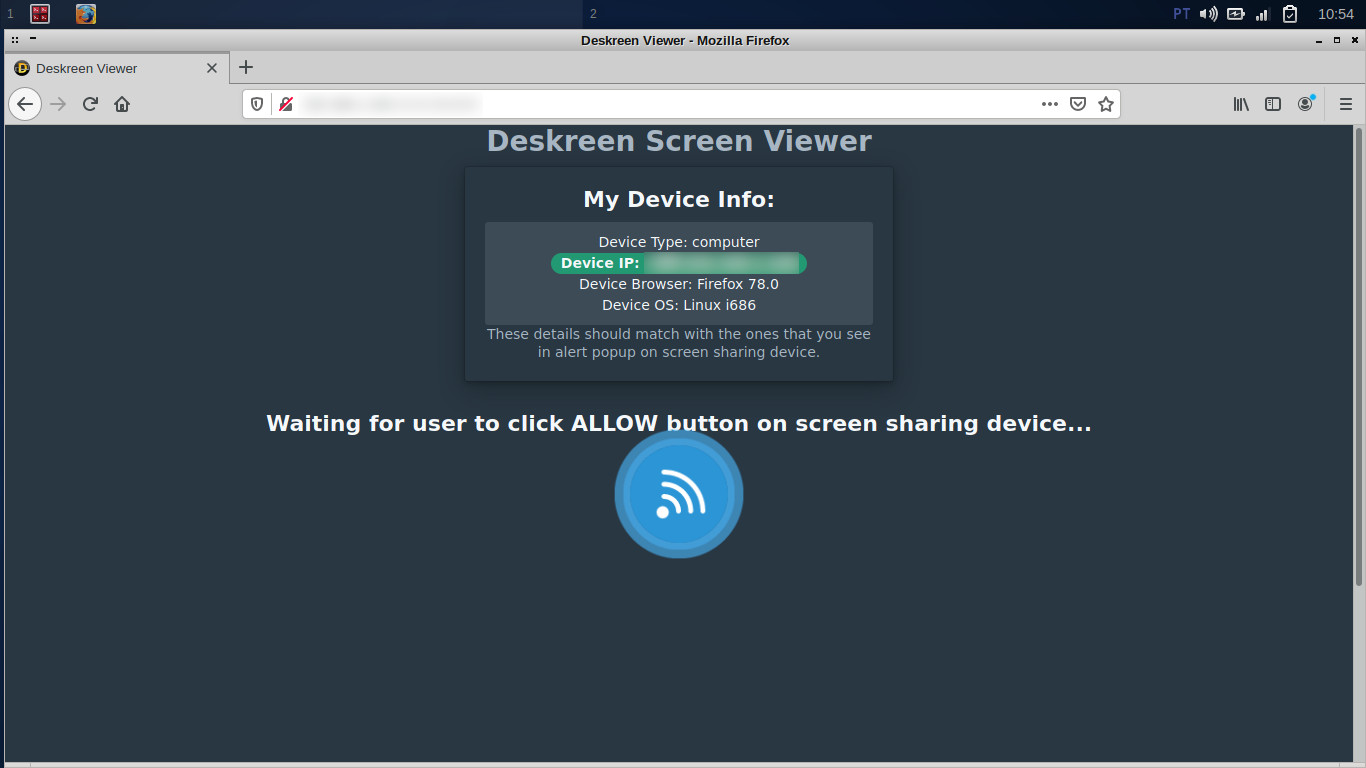 1
2
PT
10:54
Deskreen Viewer - Mozilla Firefox
Deskreen Viewer
Deskreen Screen Viewer
My Device Info:
Device Type: computer
Device IP:
Device Browser: Firefox 78.0
Device OS: Linux i686
These details should match with the ones that you see
in alert popup on screen sharing device.
Waiting for user to click ALLOW button on screen sharing device...